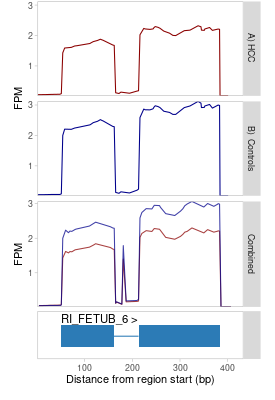 3
2
1
FPM
A) HCC
3
2
1
B) Controls
3
2
1
FPM
Combined
RI_FETUB_6 >
100 200 300 400
Distance from region start (bp)